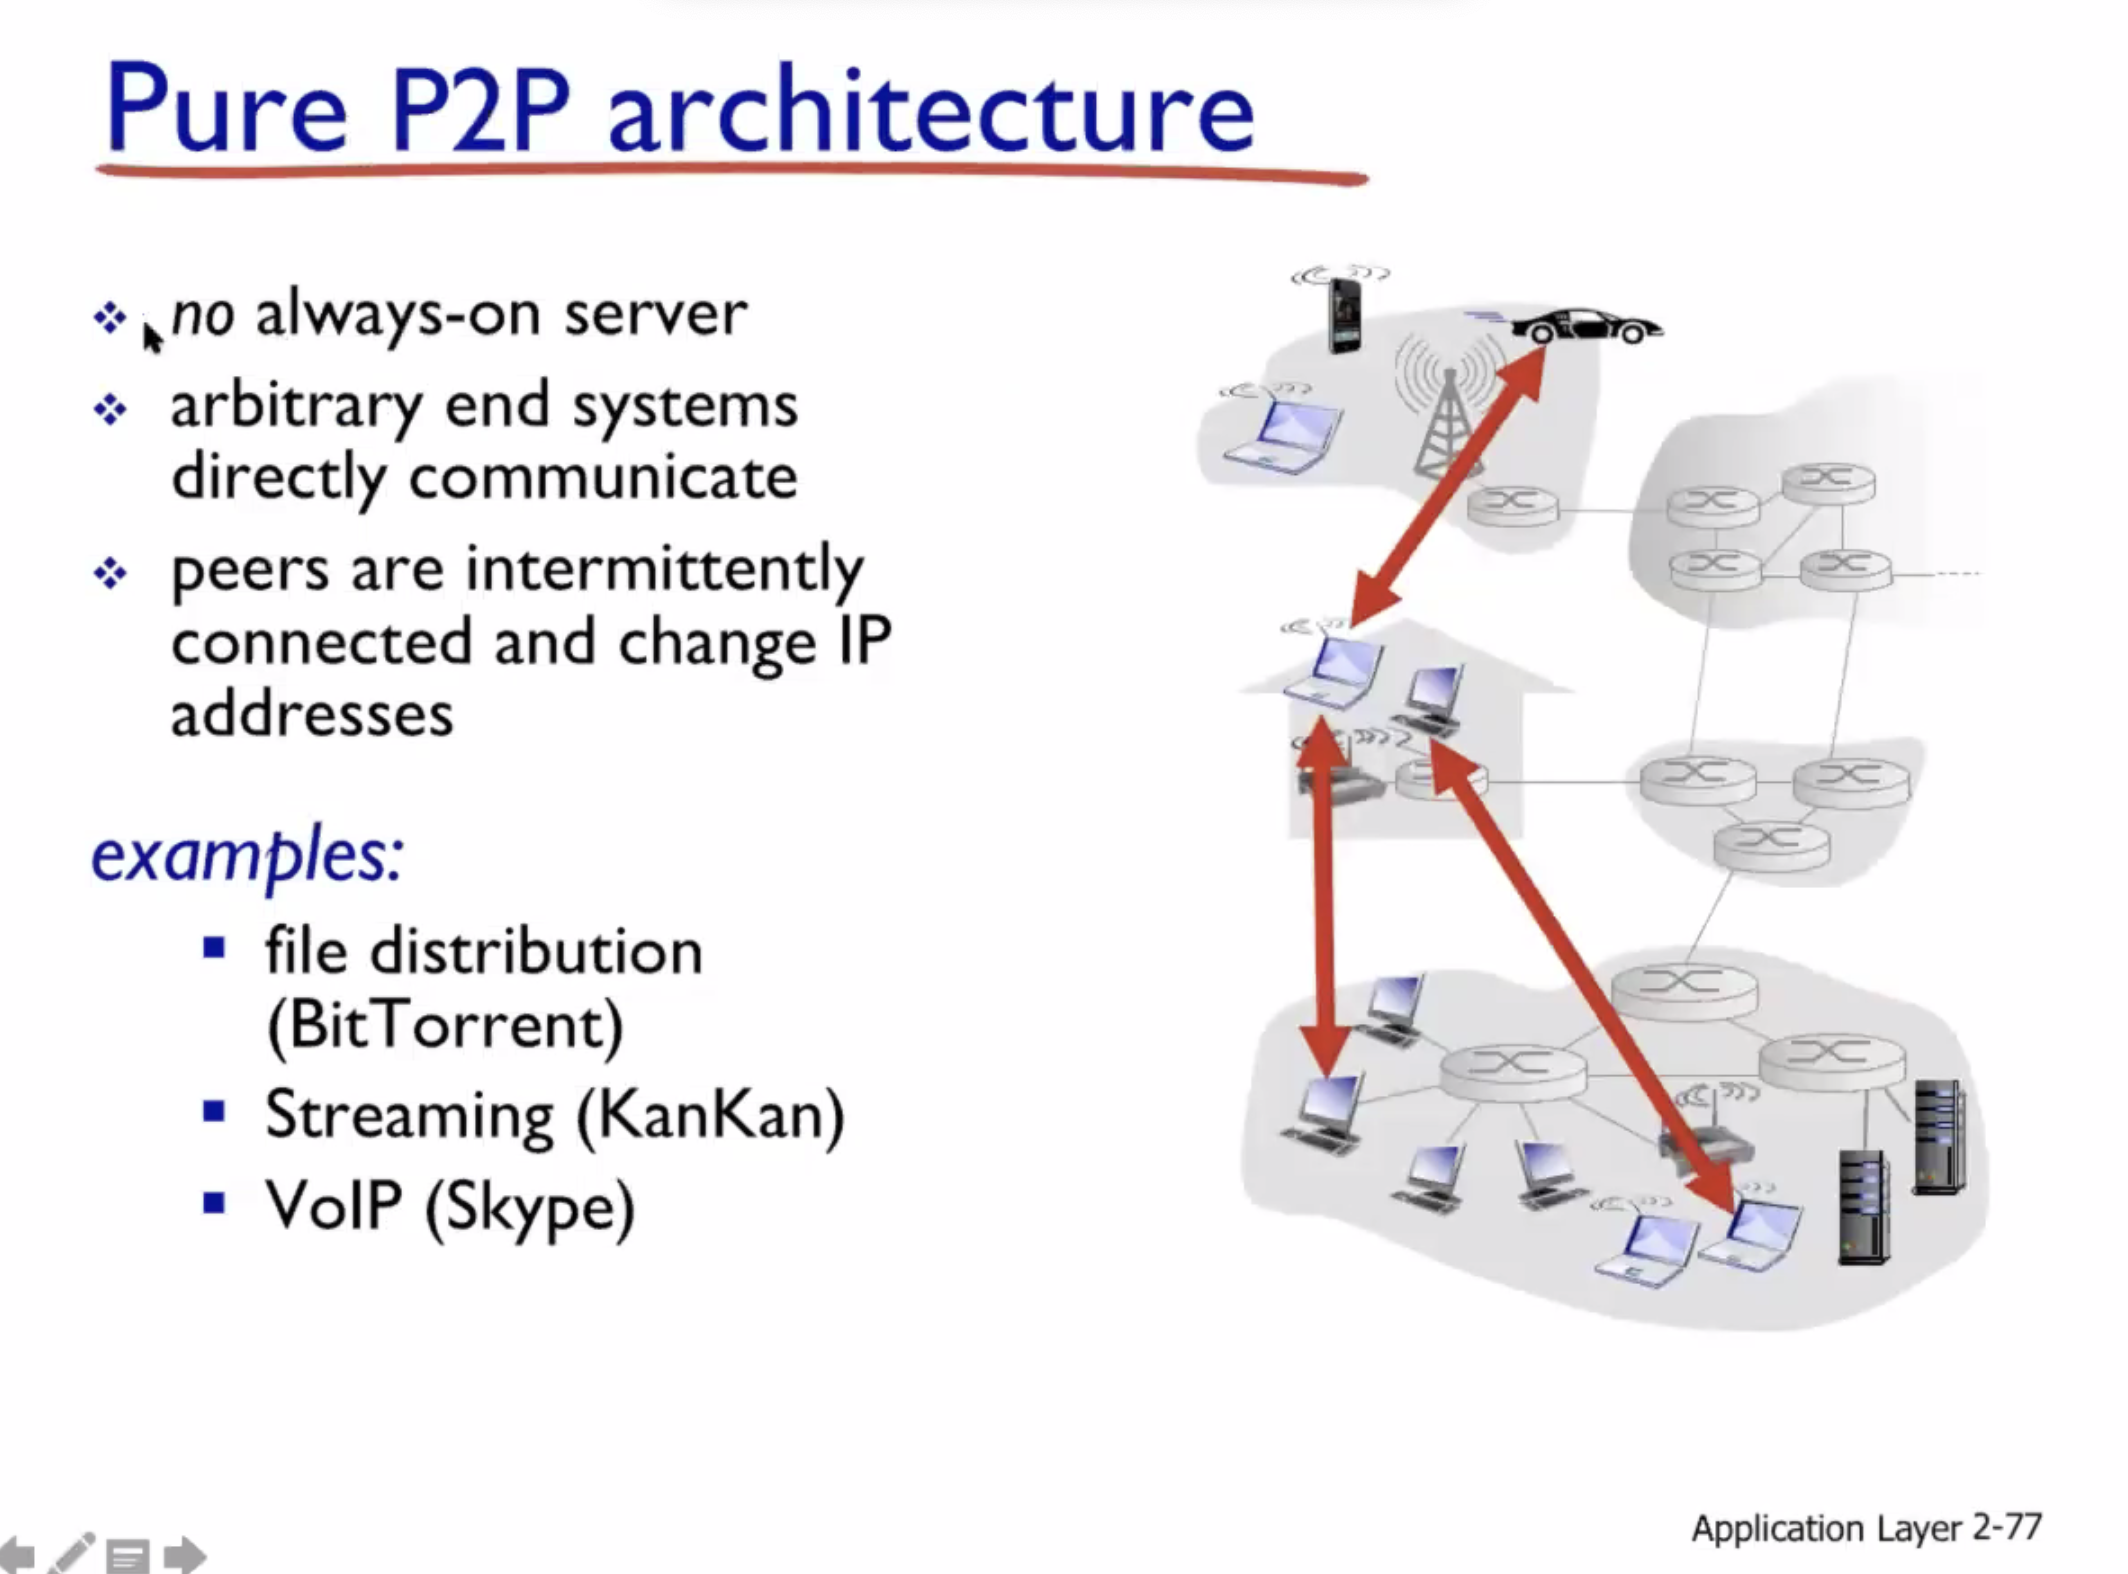 Pure P2P architecture
no always-on server
arbitrary end systems
directly communicate
peers are intermittently
connected and change IP
addresses
examples:
file distribution
(BitTorrent)
Streaming (KanKan)
VoIP (Skype)
Application Layer 2-77